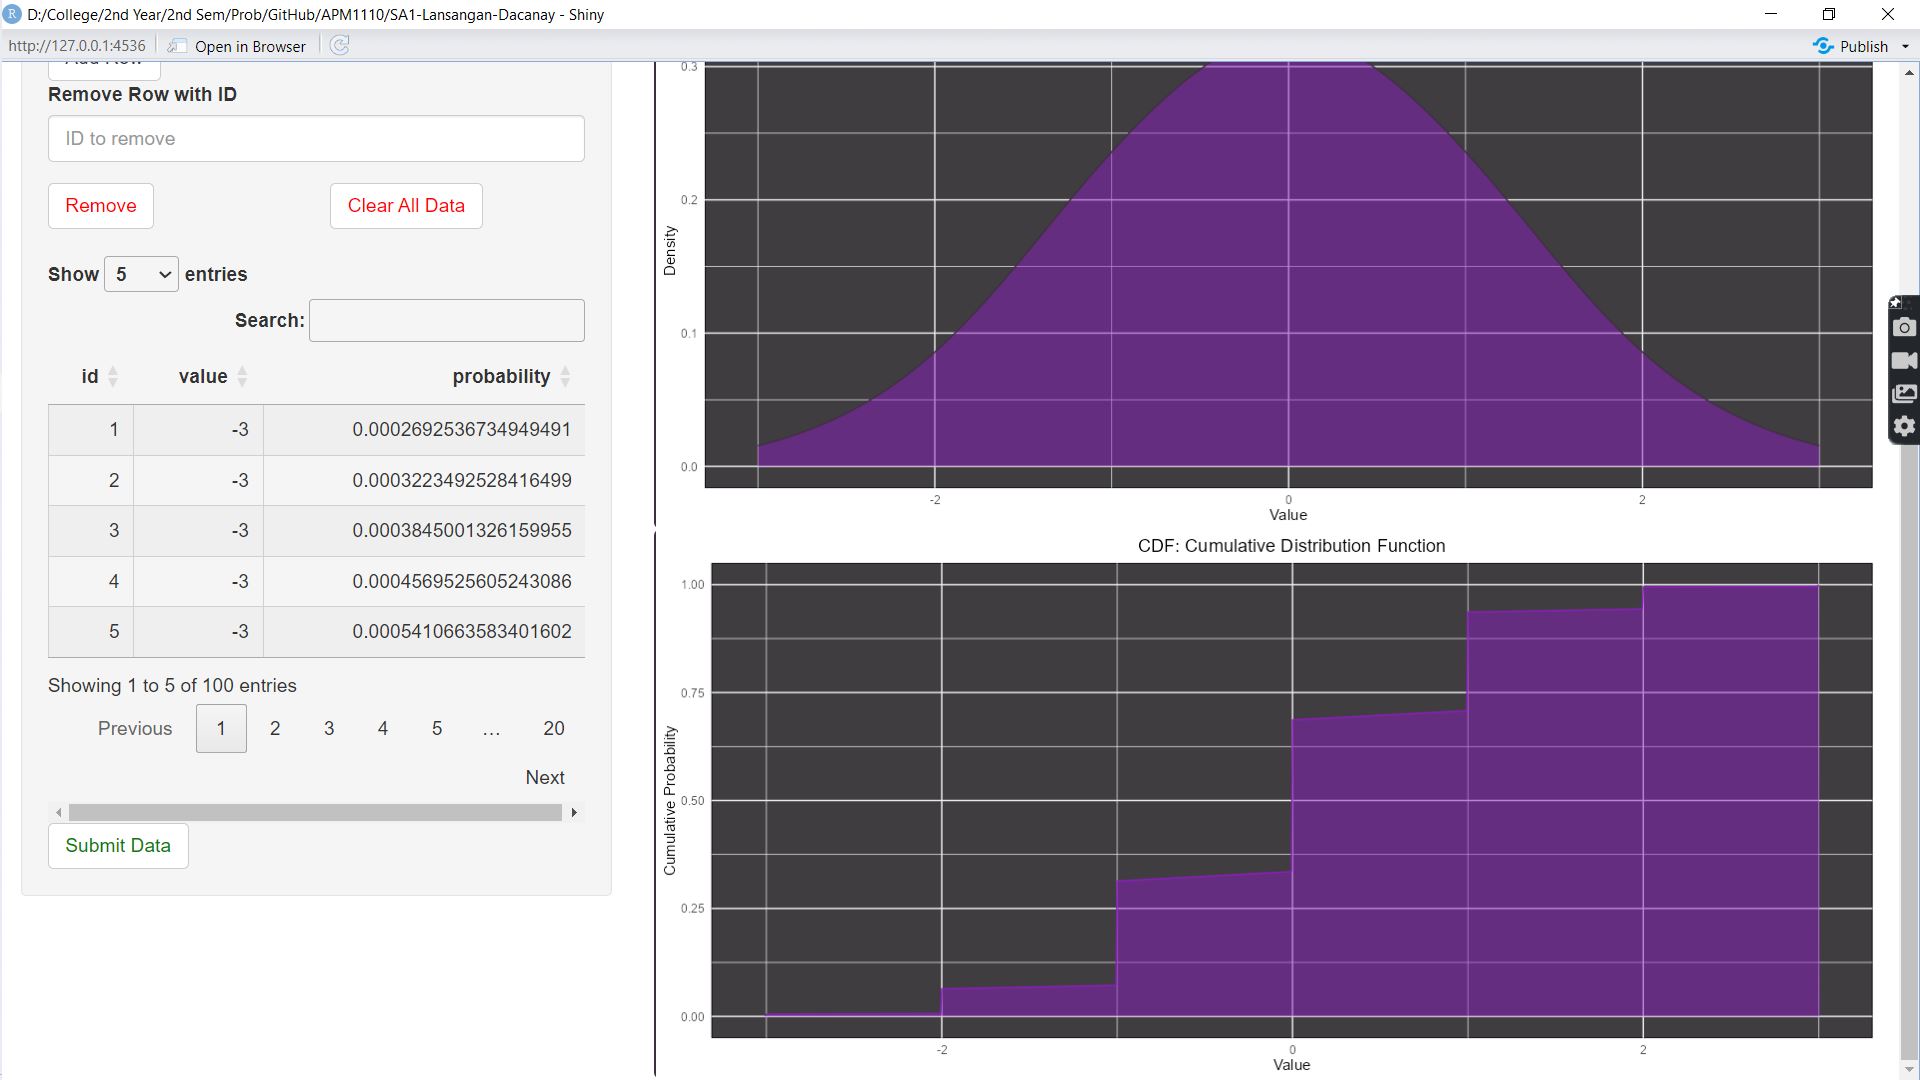 D:/College/2nd Year/2nd Sem/Prob/GitHub/APM1110/SA1-Lansangan-Dacanay - Shiny
http://127.0.0.1:4536 Open in Browser Publish
Remove Row with ID
ID to remove
Remove Clear All Data
Show 5 entries
Search:
id value probability
1 -3 0.0002692536734949491
2 -3 0.00032234925284164​99
3 -3 0.0003845001326159955
4 -3 0.0004569525605243086
5 -3 0.0005410663583401602
Showing 1 to 5 of 100 entries
Previous 1 2 3 4 5 … 20
Next
Submit Data
0.3
0.2
0.1
0.0
Density
-2 0 2
Value
CDF: Cumulative Distribution Function
1.00
0.75
0.50
0.25
0.00
Cumulative Probability
-2 0 2
Value